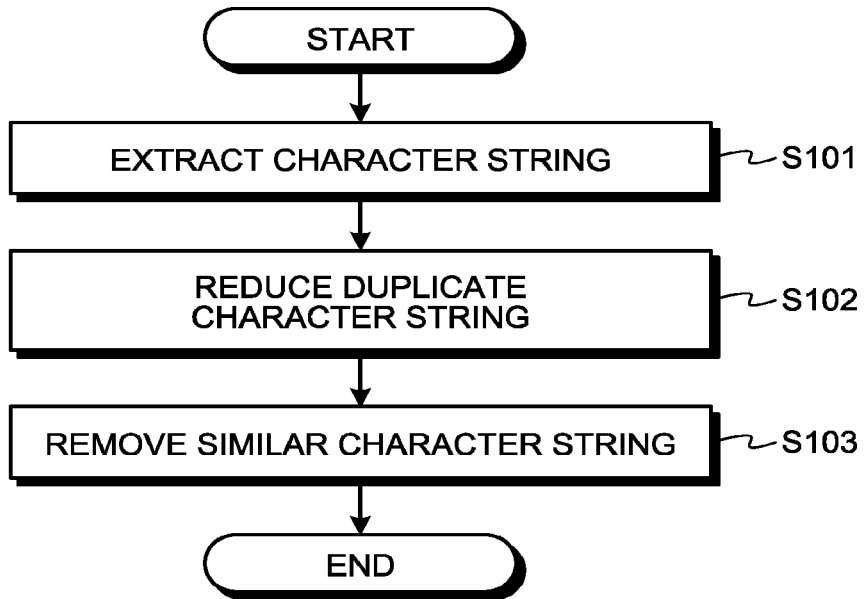 START
EXTRACT CHARACTER STRING
S101
REDUCE DUPLICATE
CHARACTER STRING
S102
REMOVE SIMILAR CHARACTER STRING
S103
END